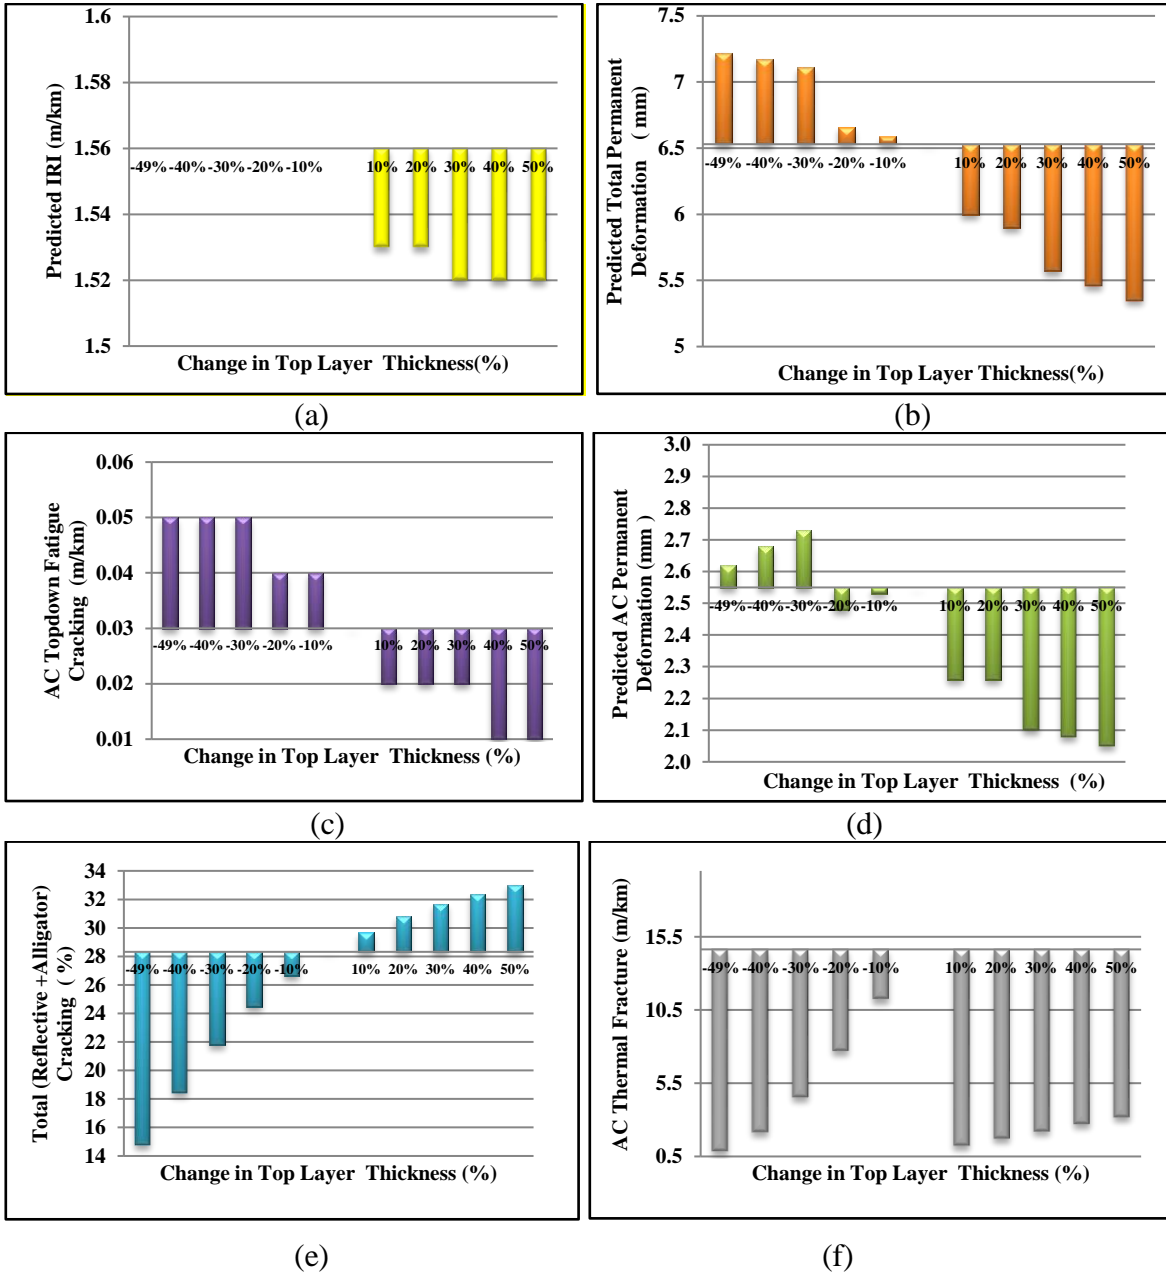 1.6
1.58
1.56
1.54
1.52
1.5
Predicted IRI (m/km)
-49% -40% -30% -20% -10% 10% 20% 30% 40% 50%
Change in Top Layer Thickness(%)
(a)
7.5
7
6.5
6
5.5
5
Predicted Total Permanent
Deformation ( mm)
-49% -40% -30% -20% -10% 10% 20% 30% 40% 50%
Change in Top Layer Thickness(%)
(b)
0.06
0.05
0.04
0.03
0.02
0.01
AC Topdown Fatigue
Cracking (m/km)
-49% -40% -30% -20% -10% 10% 20% 30% 40% 50%
Change in Top Layer Thickness (%)
(c)
3.0
2.9
2.8
2.7
2.6
2.5
2.4
2.3
2.2
2.1
2.0
Predicted AC Permanent
Deformation (mm )
-49% -40% -30% -20% -10% 10% 20% 30% 40% 50%
Change in Top Layer Thickness (%)
(d)
34
32
30
28
26
24
22
20
18
16
14
Total (Reflective +Alligator)
Cracking ( %)
-49% -40% -30% -20% -10% 10% 20% 30% 40% 50%
Change in Top Layer Thickness (%)
(e)
15.5
10.5
5.5
0.5
AC Thermal Fracture (m/km)
-49% -40% -30% -20% -10% 10% 20% 30% 40% 50%
Change in Top Layer Thickness (%)
(f)